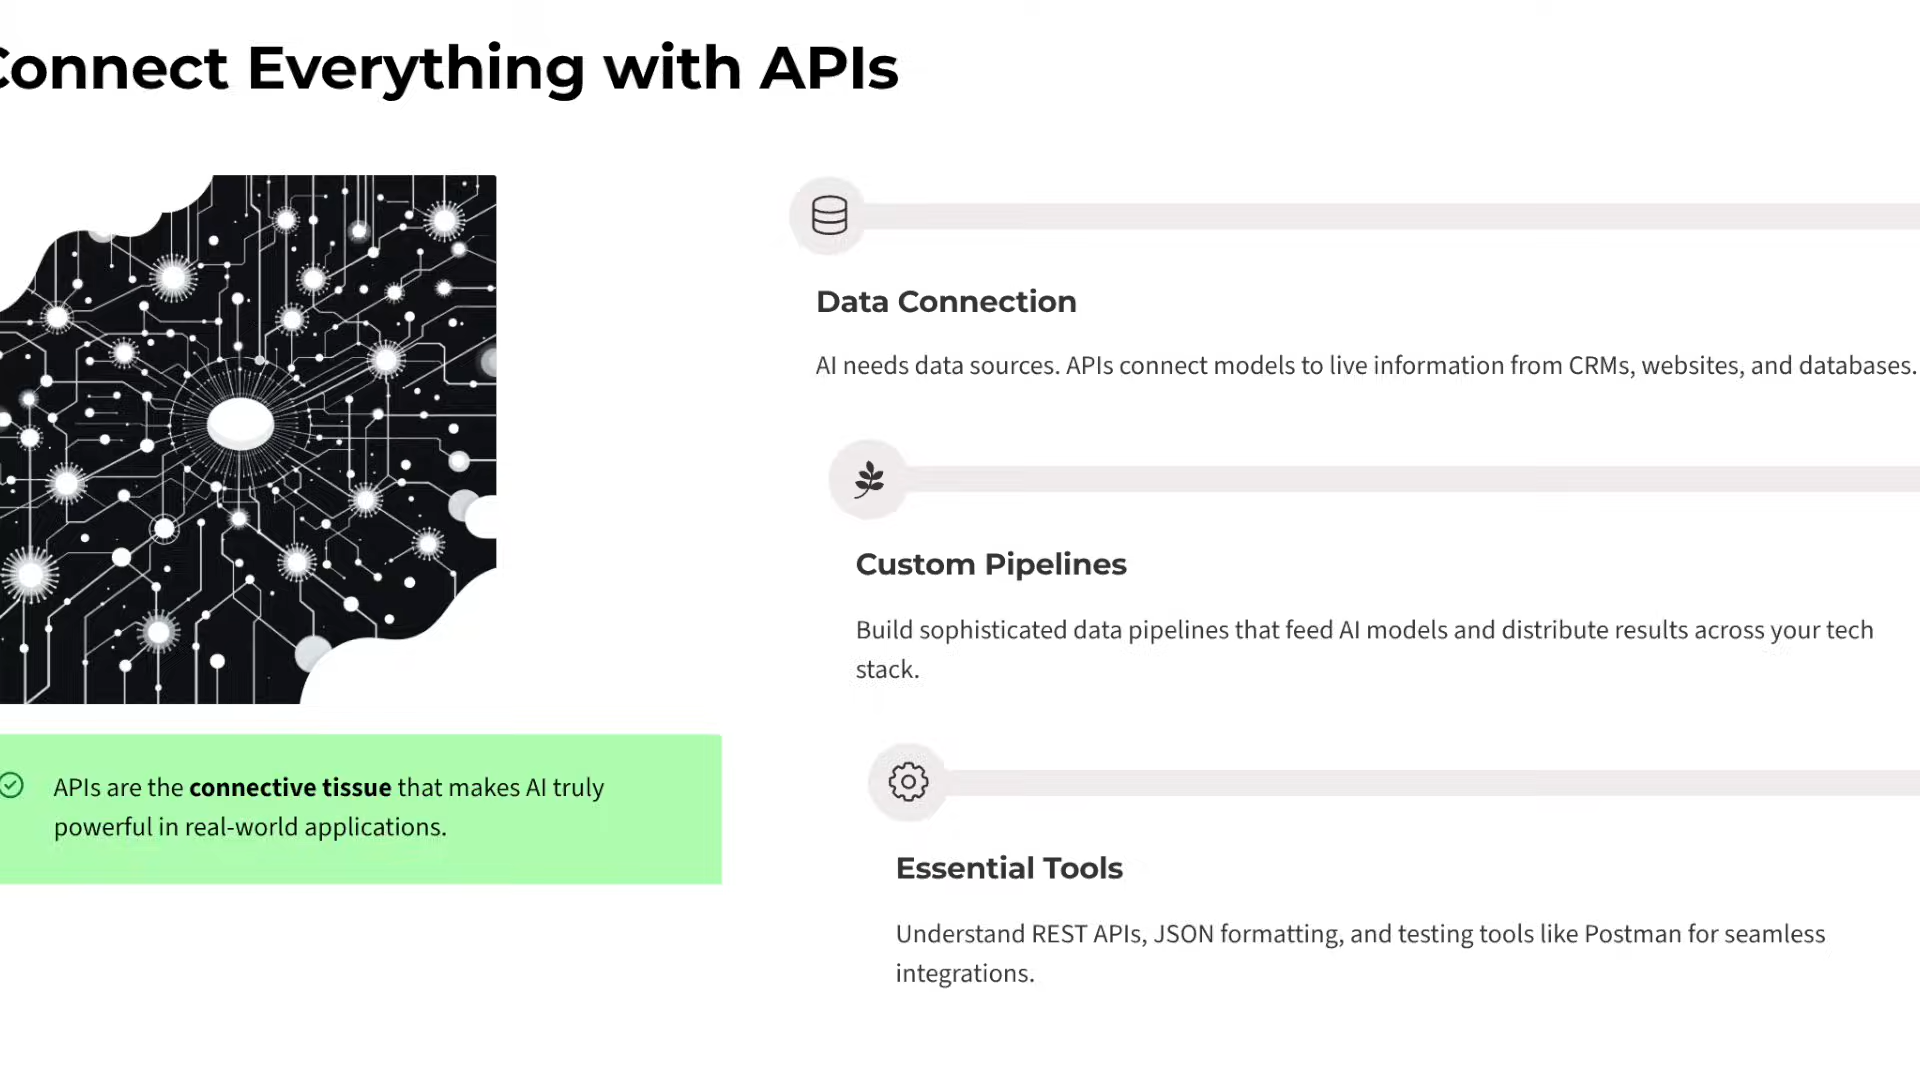 Connect Everything with APIs
Data Connection
AI needs data sources. APIs connect models to live information from CRMs, websites, and databases.
Custom Pipelines
Build sophisticated data pipelines that feed AI models and distribute results across your tech
stack.
APIs are the connective tissue that makes AI truly
powerful in real-world applications.
Essential Tools
Understand REST APIs, JSON formatting, and testing tools like Postman for seamless
integrations.